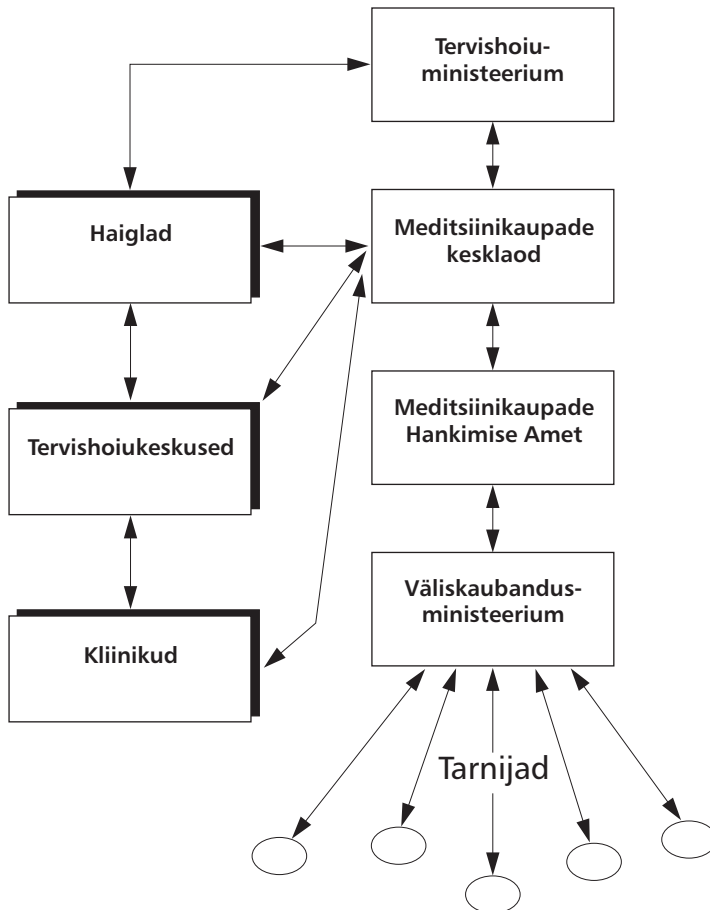 Tervishoiu-
ministeerium
Haiglad
Meditsiinikaupade
kesklaod
Tervishoiukeskused
Meditsiinikaupade
Hankimise Amet
Kliinikud
Väliskaubandus-
ministeerium
Tarnijad